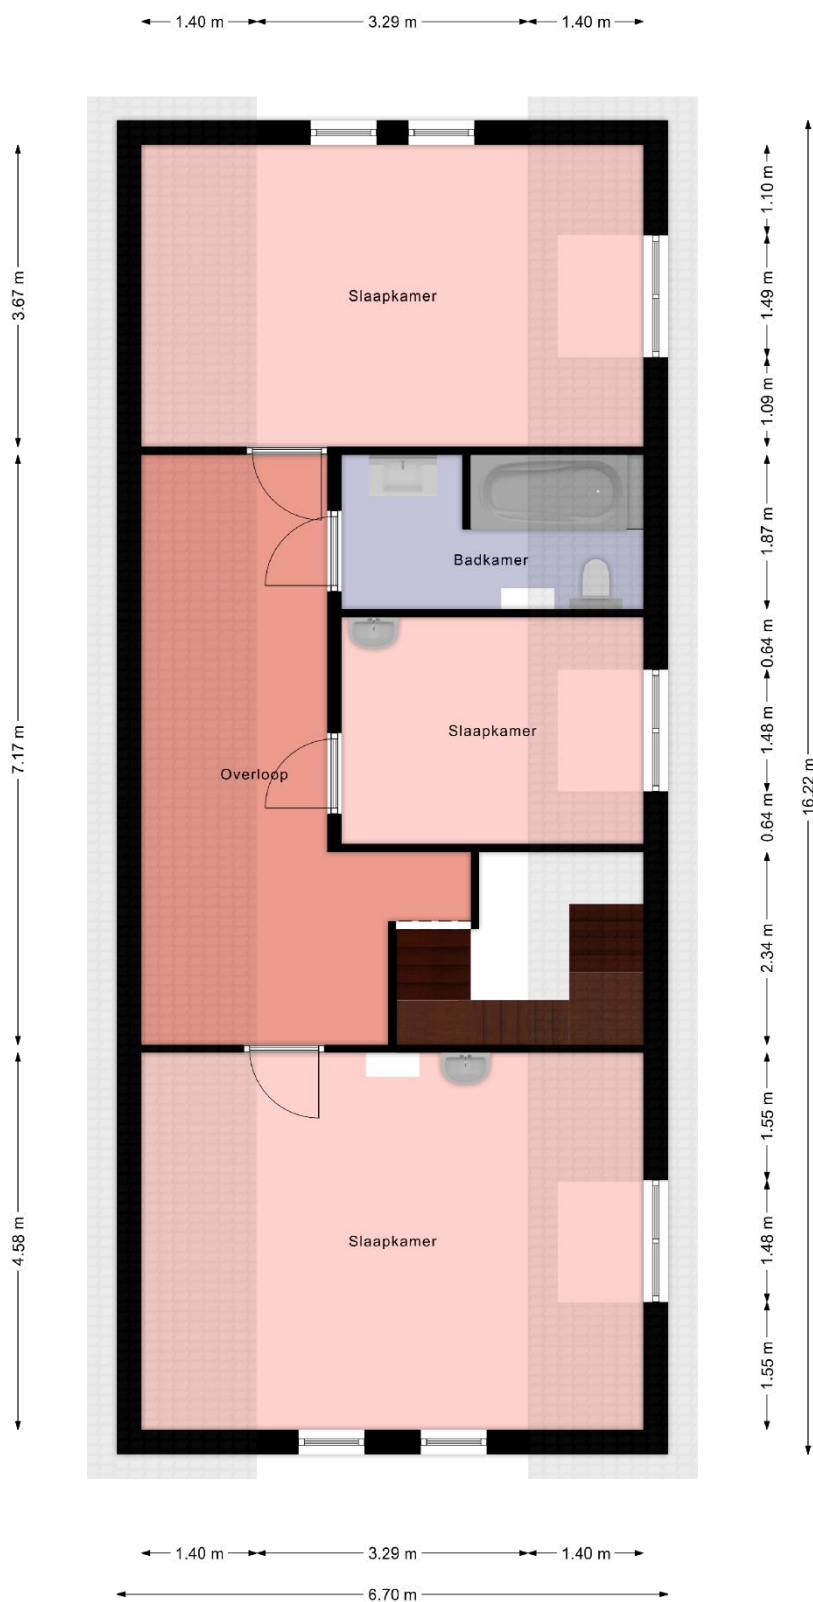 1.40 m 3.29 m 1.40 m
1.10 m
3.67 m
Slaapkamer
1.49 m
1.09 m
1.87 m
Badkamer
0.64 m
7.17 m
Slaapkamer
1.48 m
Overloop
16.22 m
0.64 m
2.34 m
1.55 m
4.58 m
Slaapkamer
1.48 m
1.55 m
1.40 m 3.29 m 1.40 m
6.70 m